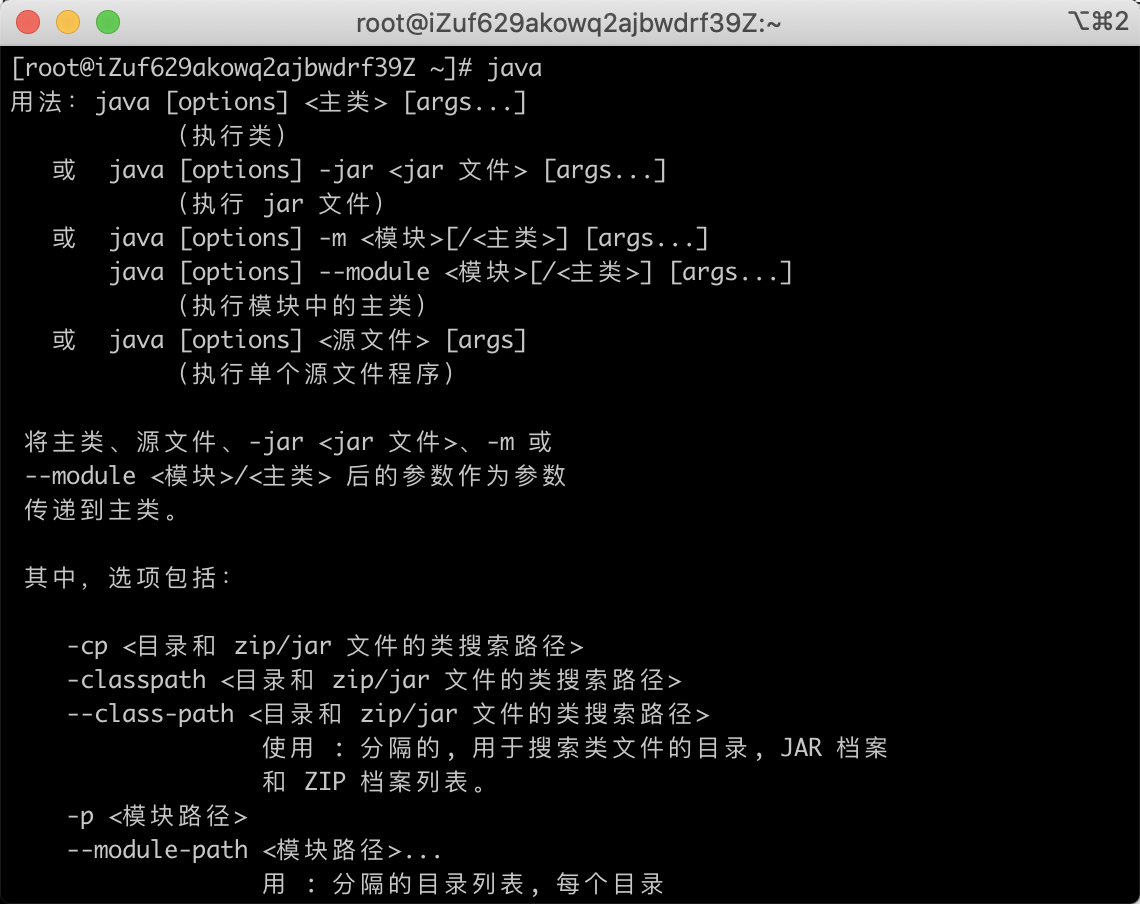 root@iZuf629akowq2ajbwdrf39Z:~
⌥⌘2
[root@iZuf629akowq2ajbwdrf39Z ~]# java
用法：java [options] <主类> [args...]
（执行类）
或 java [options] -jar <jar 文件> [args...]
（执行 jar 文件）
或 java [options] -m <模块>[/<主类>] [args...]
java [options] --module <模块>[/<主类>] [args...]
（执行模块中的主类）
或 java [options] <源文件> [args]
（执行单个源文件程序）
将主类、源文件、-jar <jar 文件>、-m 或
--module <模块>/<主类> 后的参数作为参数
传递到主类。
其中，选项包括：
-cp <目录和 zip/jar 文件的类搜索路径>
-classpath <目录和 zip/jar 文件的类搜索路径>
--class-path <目录和 zip/jar 文件的类搜索路径>
使用 : 分隔的, 用于搜索类文件的目录, JAR 档案
和 ZIP 档案列表。
-p <模块路径>
--module-path <模块路径>...
用 : 分隔的目录列表, 每个目录